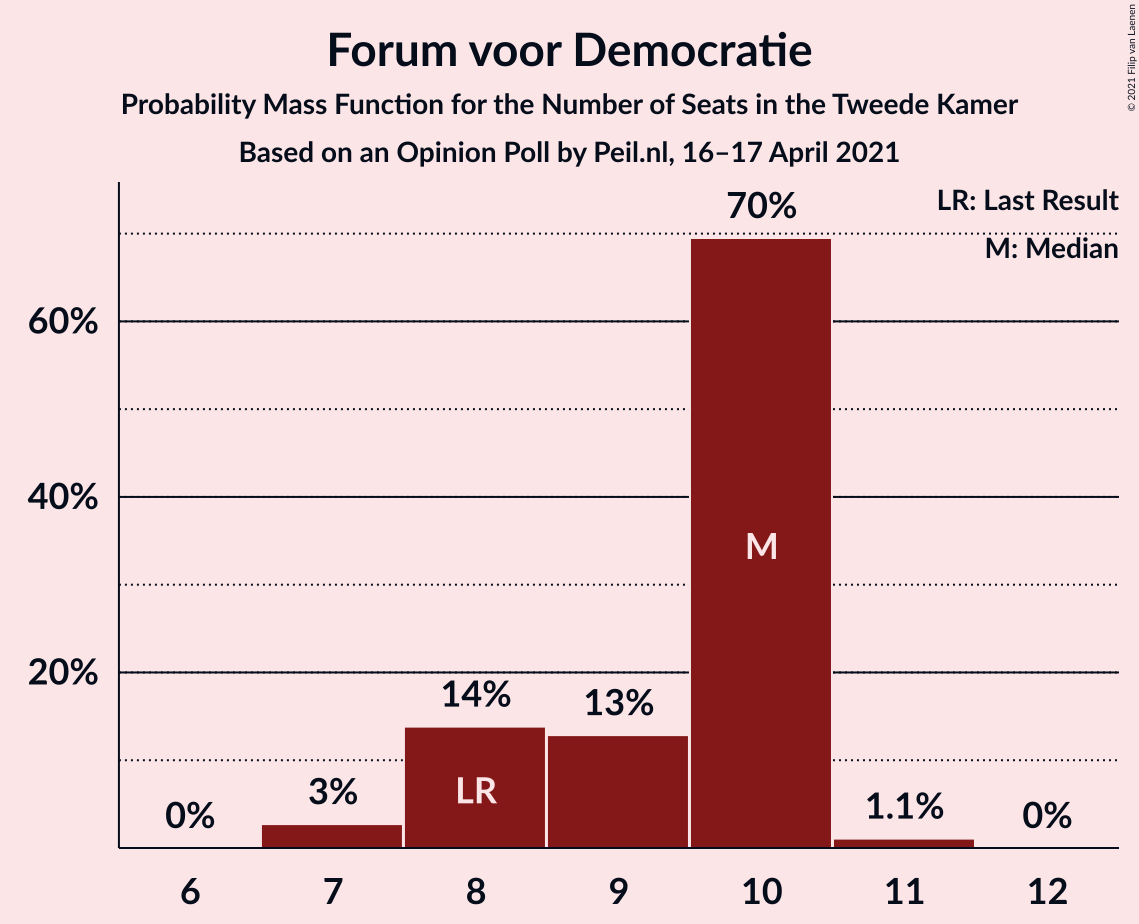 Forum voor Democratie
Probability Mass Function for the Number of Seats in the Tweede Kamer
Based on an Opinion Poll by Peil.nl, 16–17 April 2021
© 2021 Filip van Laenen
LR: Last Result
M: Median
60%
40%
20%
0%
3%
14%
13%
70%
1.1%
0%
LR
M
6
7
8
9
10
11
12